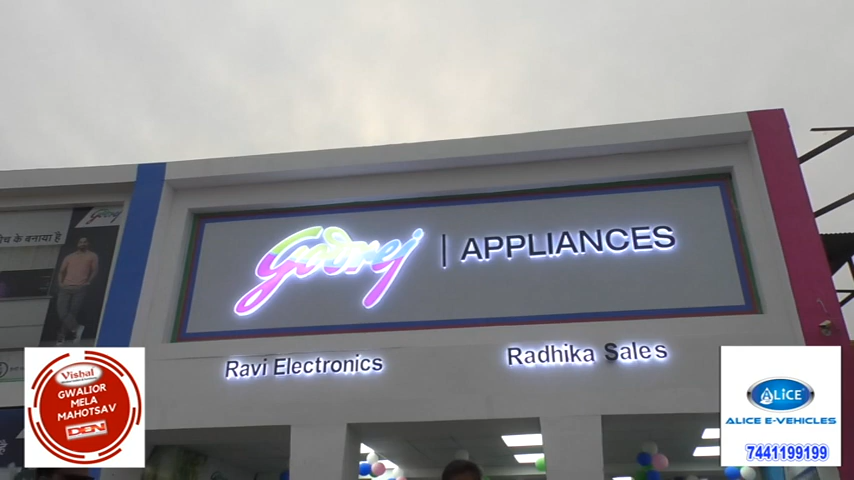 Godrej
सोच के बनाया है
Godrej | APPLIANCES
Ravi Electronics
Radhika Sales
Vishal
GWALIOR
MELA
MAHOTSAV
DEN
ALICE
ALICE E-VEHICLES
7441199199